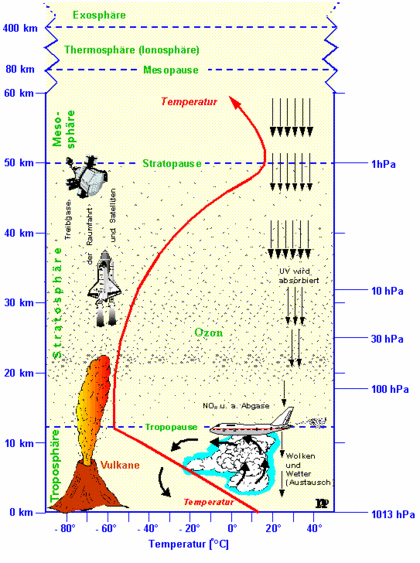 Exosphäre
400 km
Thermosphäre (Ionosphäre)
80 km
Mesopause
60 km
Temperatur
Meso-
sphäre
50 km
Stratopause
1hPa
Treibgase
der Raumfahrt
und Satelliten
40 km
UV wird
absorbiert
10 hPa
30 km
Stratosphäre
Ozon
30 hPa
20 km
100 hPa
NOx u. a. Abgase
Tropopause
10 km
Troposphäre
Vulkane
Wolken
und
Wetter
(Austausch)
Temperatur
0 km
1013 hPa
- 80° - 60° - 40° - 20° 0° 20° 40°
Temperatur [°C]